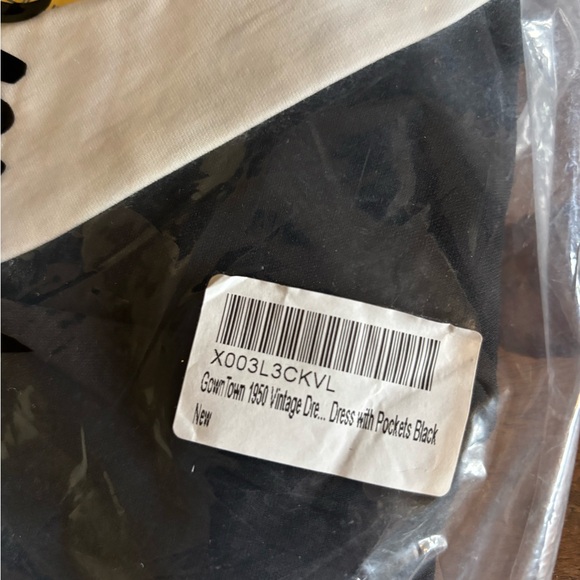 X003L3CKVL
GownTown 1950 Vintage Dre... Dress with Pockets Black
New